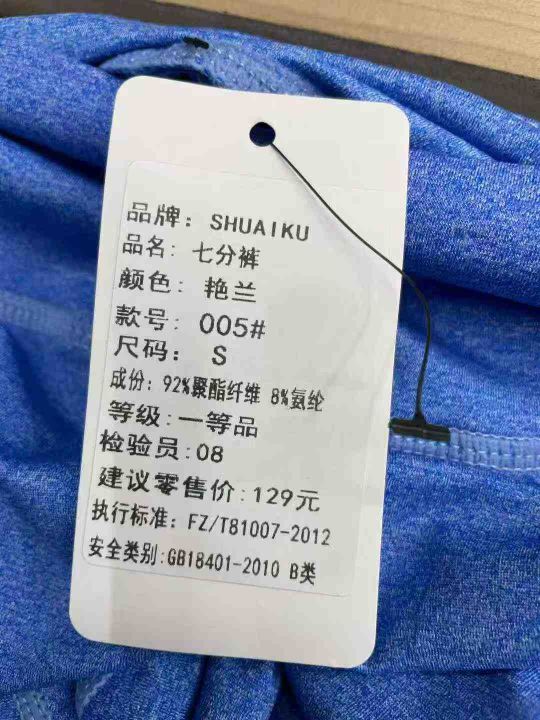 品牌: SHUAIKU
品名: 七分裤
颜色: 艳兰
款号: 005#
尺码: S
成份: 92%聚酯纤维 8%氨纶
等级:一等品
检验员:08
建议零售价:129元
执行标准: FZ/T81007-2012
安全类别:GB18401-2010 B类